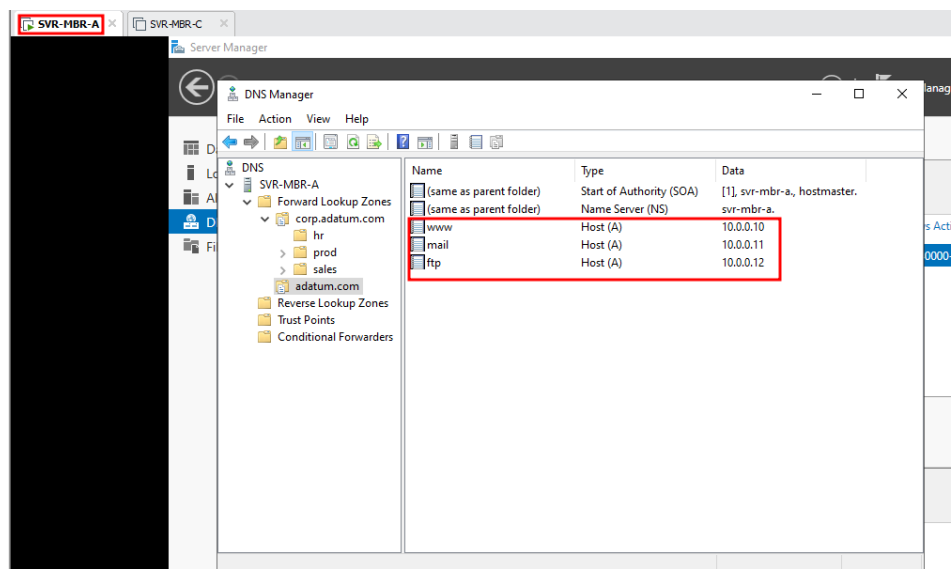 SVR-MBR-A SVR-MBR-C
Server Manager
DNS Manager
File Action View Help
DNS
SVR-MBR-A
Forward Lookup Zones
corp.adatum.com
hr
prod
sales
adatum.com
Reverse Lookup Zones
Trust Points
Conditional Forwarders
Name Type Data
(same as parent folder) Start of Authority (SOA) [1], svr-mbr-a., hostmaster.
(same as parent folder) Name Server (NS) svr-mbr-a.
www Host (A) 10.0.0.10
mail Host (A) 10.0.0.11
ftp Host (A) 10.0.0.12